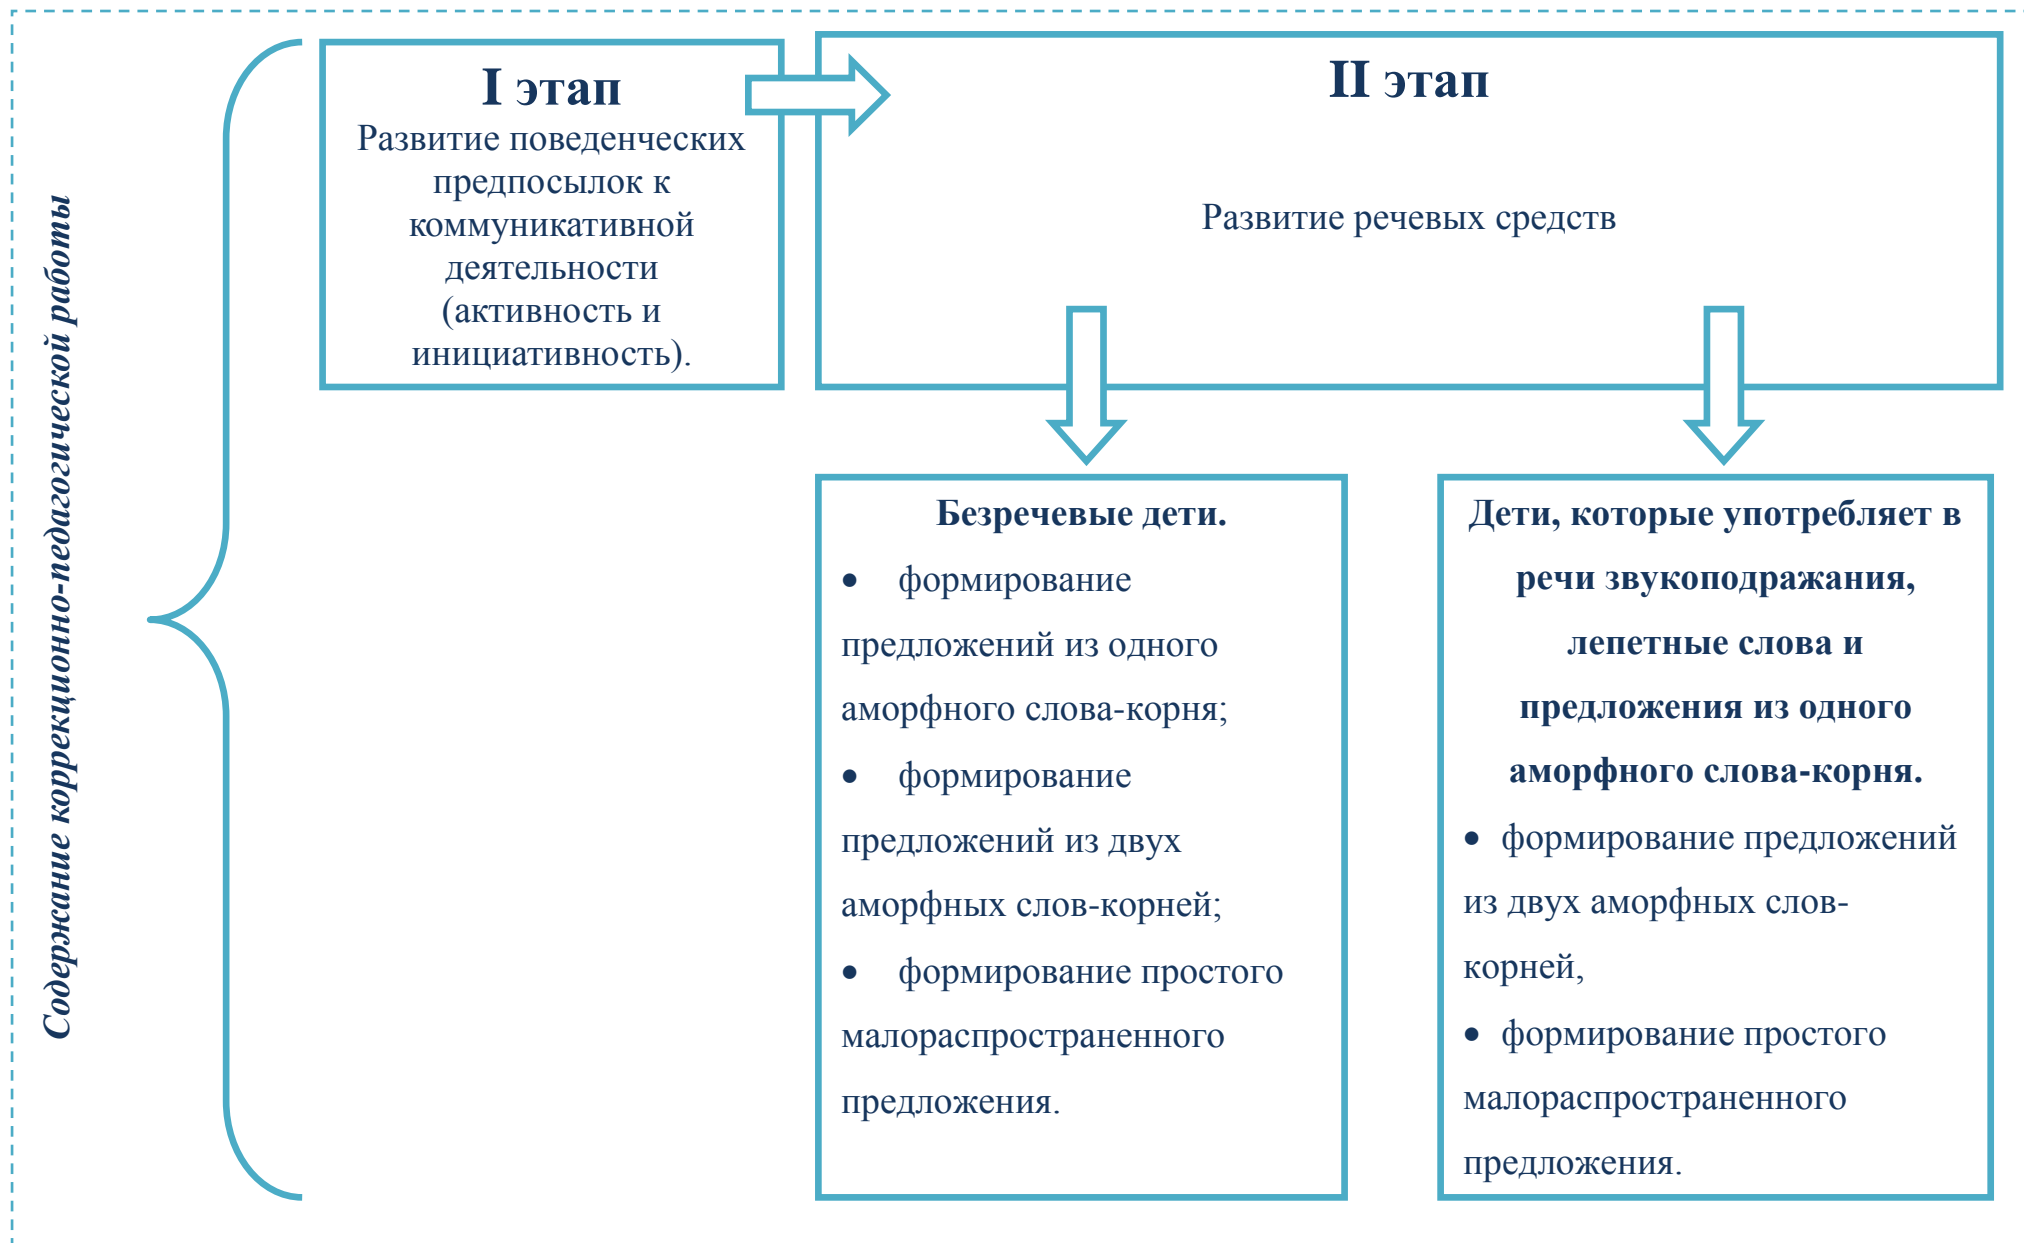 Содержание коррекционно-педагогической работы
I этап
Развитие поведенческих
предпосылок к
коммуникативной
деятельности
(активность и
инициативность).
II этап
Развитие речевых средств
Безречевые дети.
• формирование
предложений из одного
аморфного слова-корня;
• формирование
предложений из двух
аморфных слов-корней;
• формирование простого
малораспространенного
предложения.
Дети, которые употребляет в
речи звукоподражания,
лепетные слова и
предложения из одного
аморфного слова-корня.
• формирование предложений
из двух аморфных слов-
корней,
• формирование простого
малораспространенного
предложения.